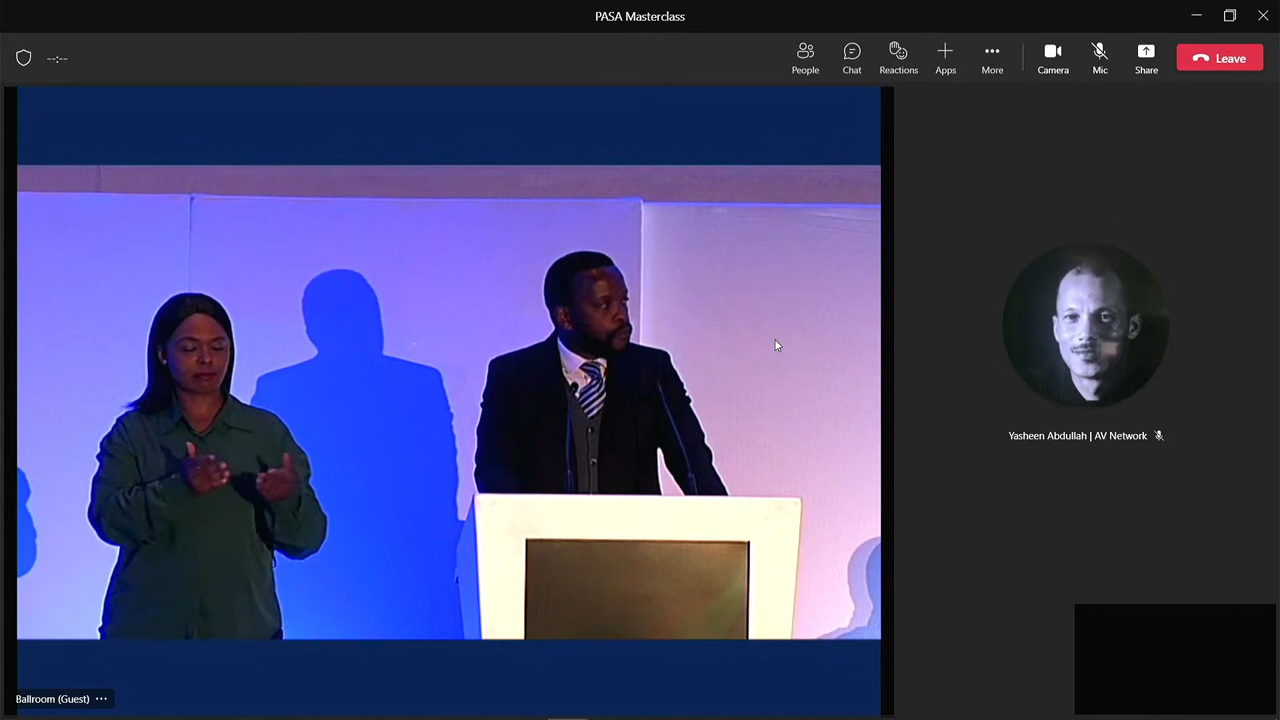 PASA Masterclass
--:--
People
Chat
Reactions
Apps
More
Camera
Mic
Share
Leave
Yasheen Abdullah | AV Network
Ballroom (Guest)